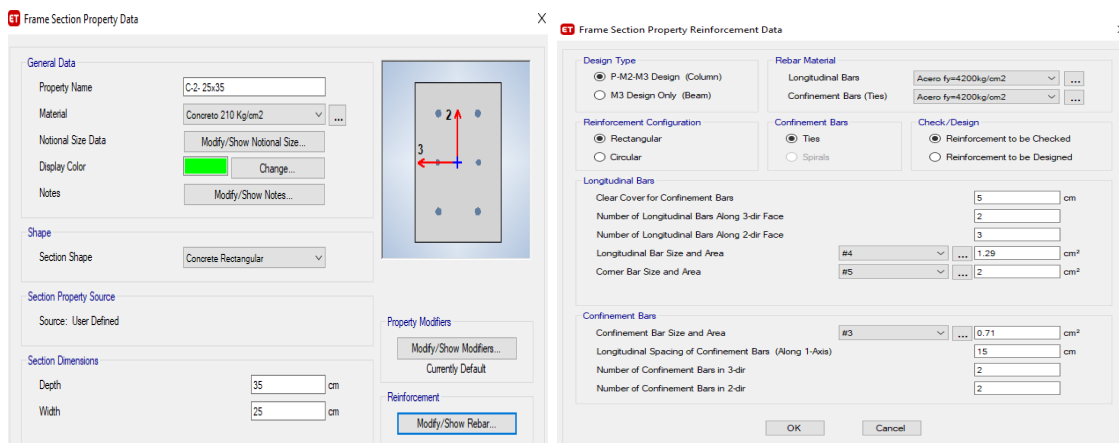 ET Frame Section Property Data X
General Data
Property Name C-2- 25x35
Material Concreto 210 Kg/cm2 ...
Notional Size Data Modify/Show Notional Size...
Display Color Change...
Notes Modify/Show Notes...
2
3
Shape
Section Shape Concrete Rectangular
Section Property Source
Source: User Defined
Section Dimensions
Depth 35 cm
Width 25 cm
Property Modifiers
Modify/Show Modifiers...
Currently Default
Reinforcement
Modify/Show Rebar...
ET Frame Section Property Reinforcement Data
Design Type
P-M2-M3 Design (Column)
M3 Design Only (Beam)
Rebar Material
Longitudinal Bars Acero fy=4200kg/cm2 ...
Confinement Bars (Ties) Acero fy=4200kg/cm2 ...
Reinforcement Configuration
Rectangular
Circular
Confinement Bars
Ties
Spirals
Check/Design
Reinforcement to be Checked
Reinforcement to be Designed
Longitudinal Bars
Clear Cover for Confinement Bars 5 cm
Number of Longitudinal Bars Along 3-dir Face 2
Number of Longitudinal Bars Along 2-dir Face 3
Longitudinal Bar Size and Area #4 ... 1.29 cm²
Corner Bar Size and Area #5 ... 2 cm²
Confinement Bars
Confinement Bar Size and Area #3 ... 0.71 cm²
Longitudinal Spacing of Confinement Bars (Along 1-Axis) 15 cm
Number of Confinement Bars in 3-dir 2
Number of Confinement Bars in 2-dir 2
OK Cancel